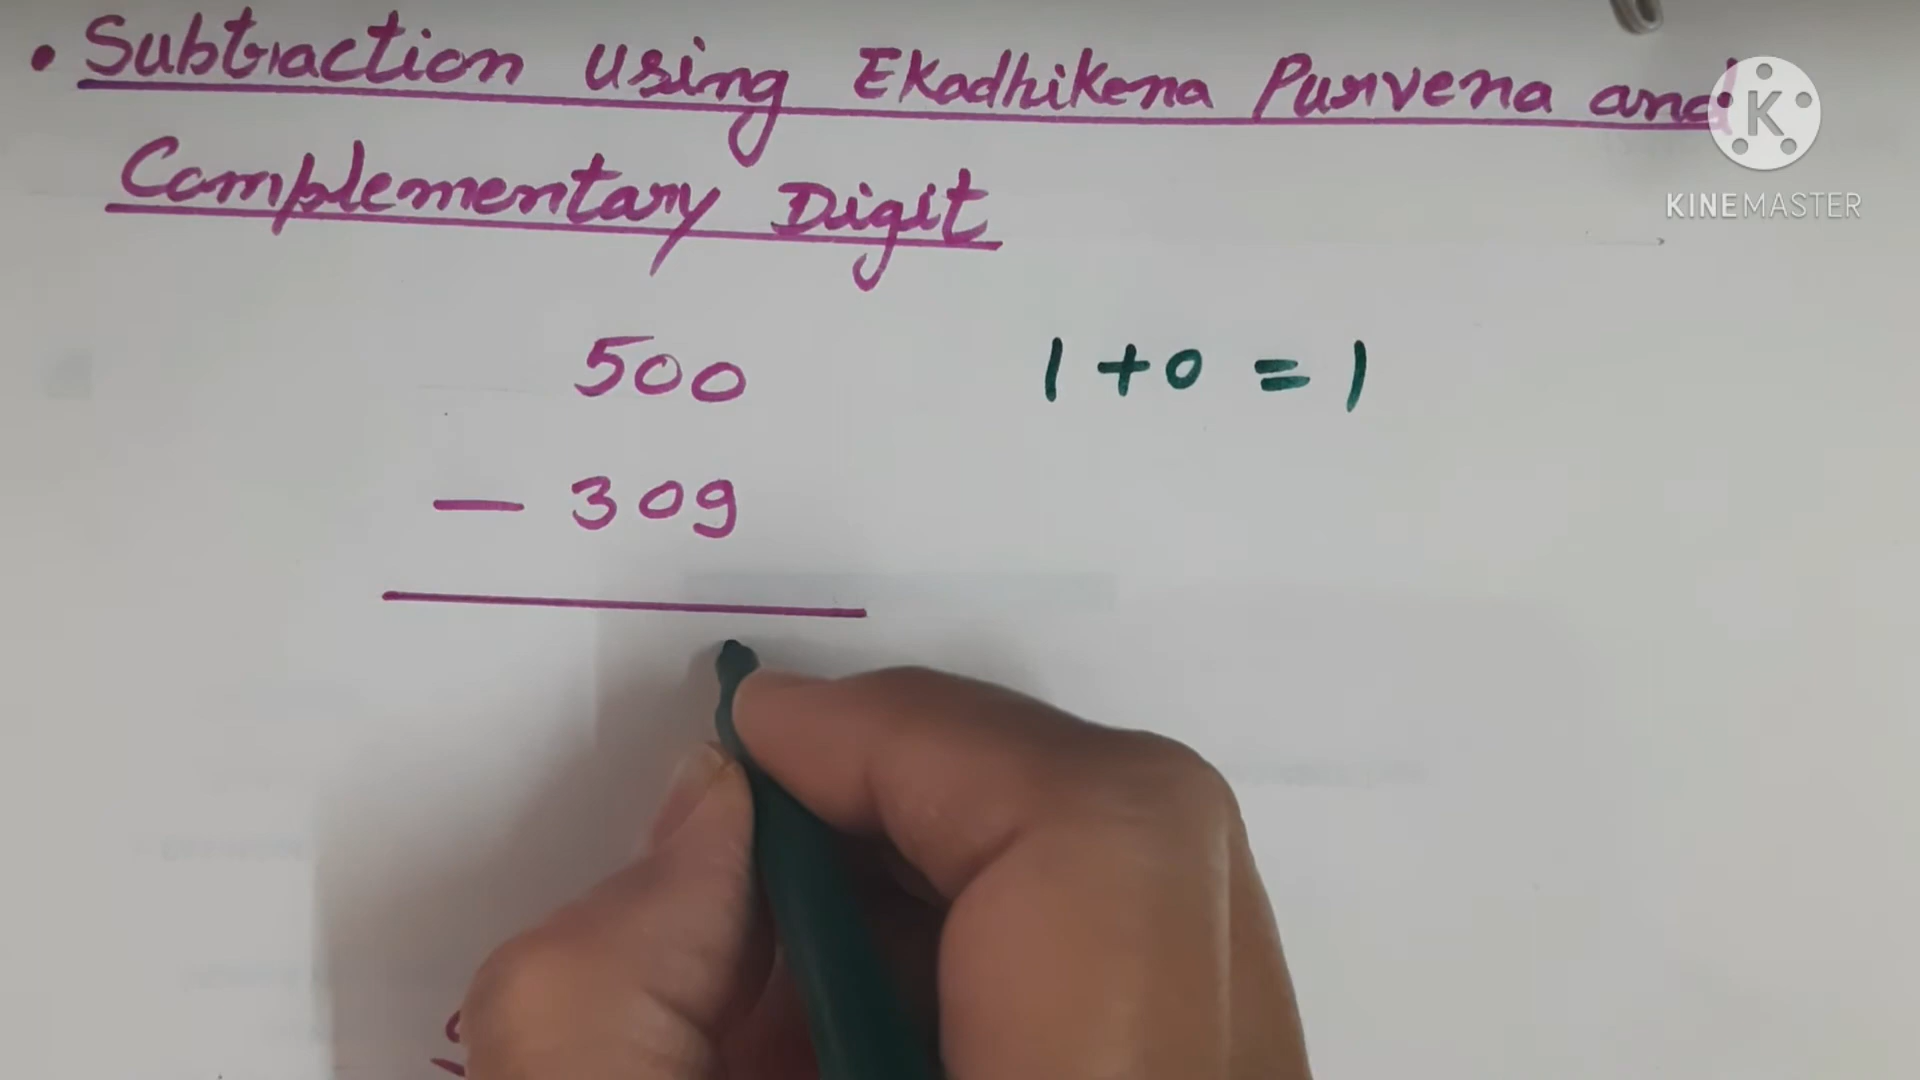 • Subtraction using Ekadhikena Purvena and
Complementary Digit
500
1 + 0 = 1
— 309
K
KINEMASTER